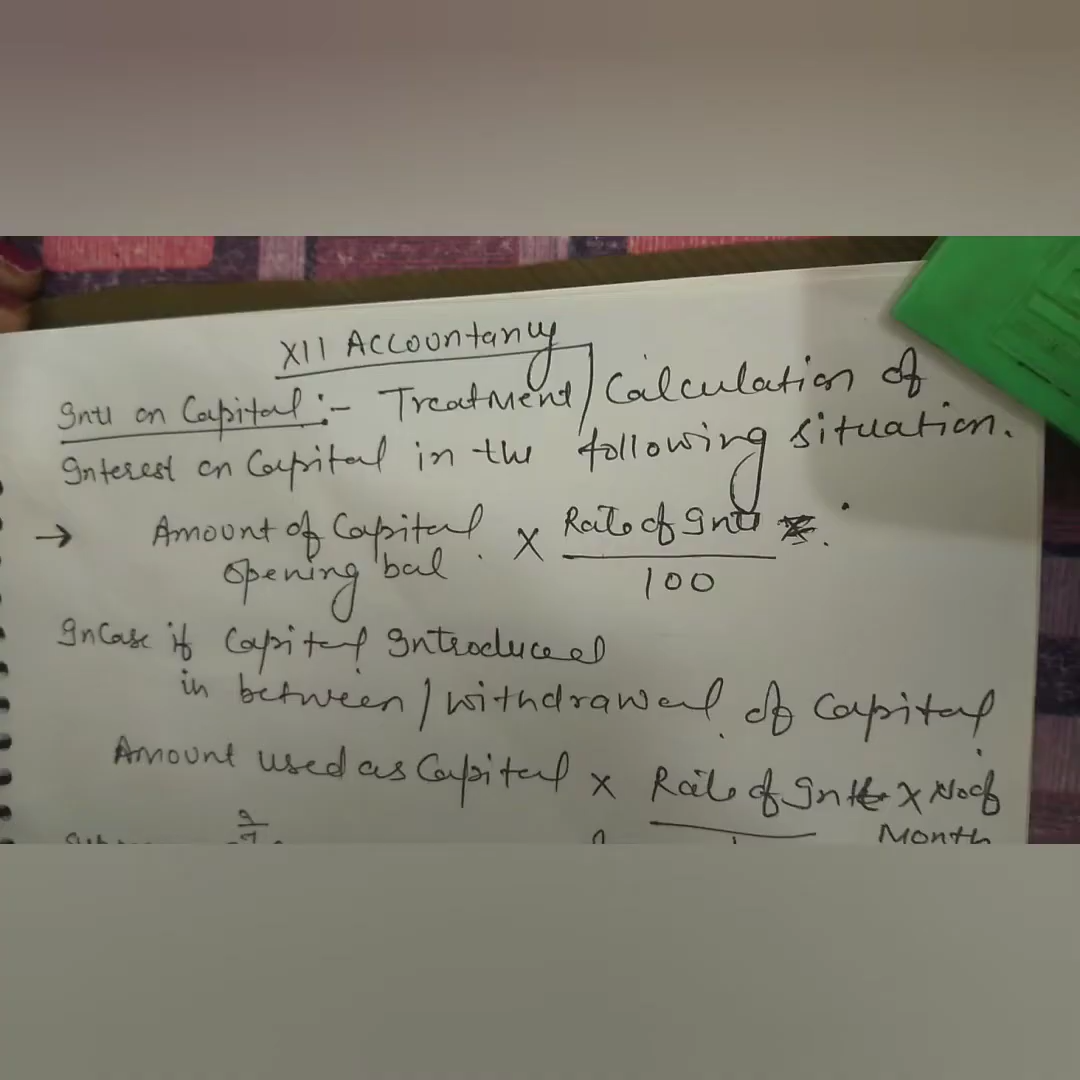 XII Accountancy
Intt on Capital :- Treatment/Calculation of
Interest on Capital in the following situation.
→ Amount of Capital × Rate of Intt
opening bal 100
InCase if Capital Introduced
in between/withdrawal of Capital
Amount used as Capital × Rate of Intt × No of
Month